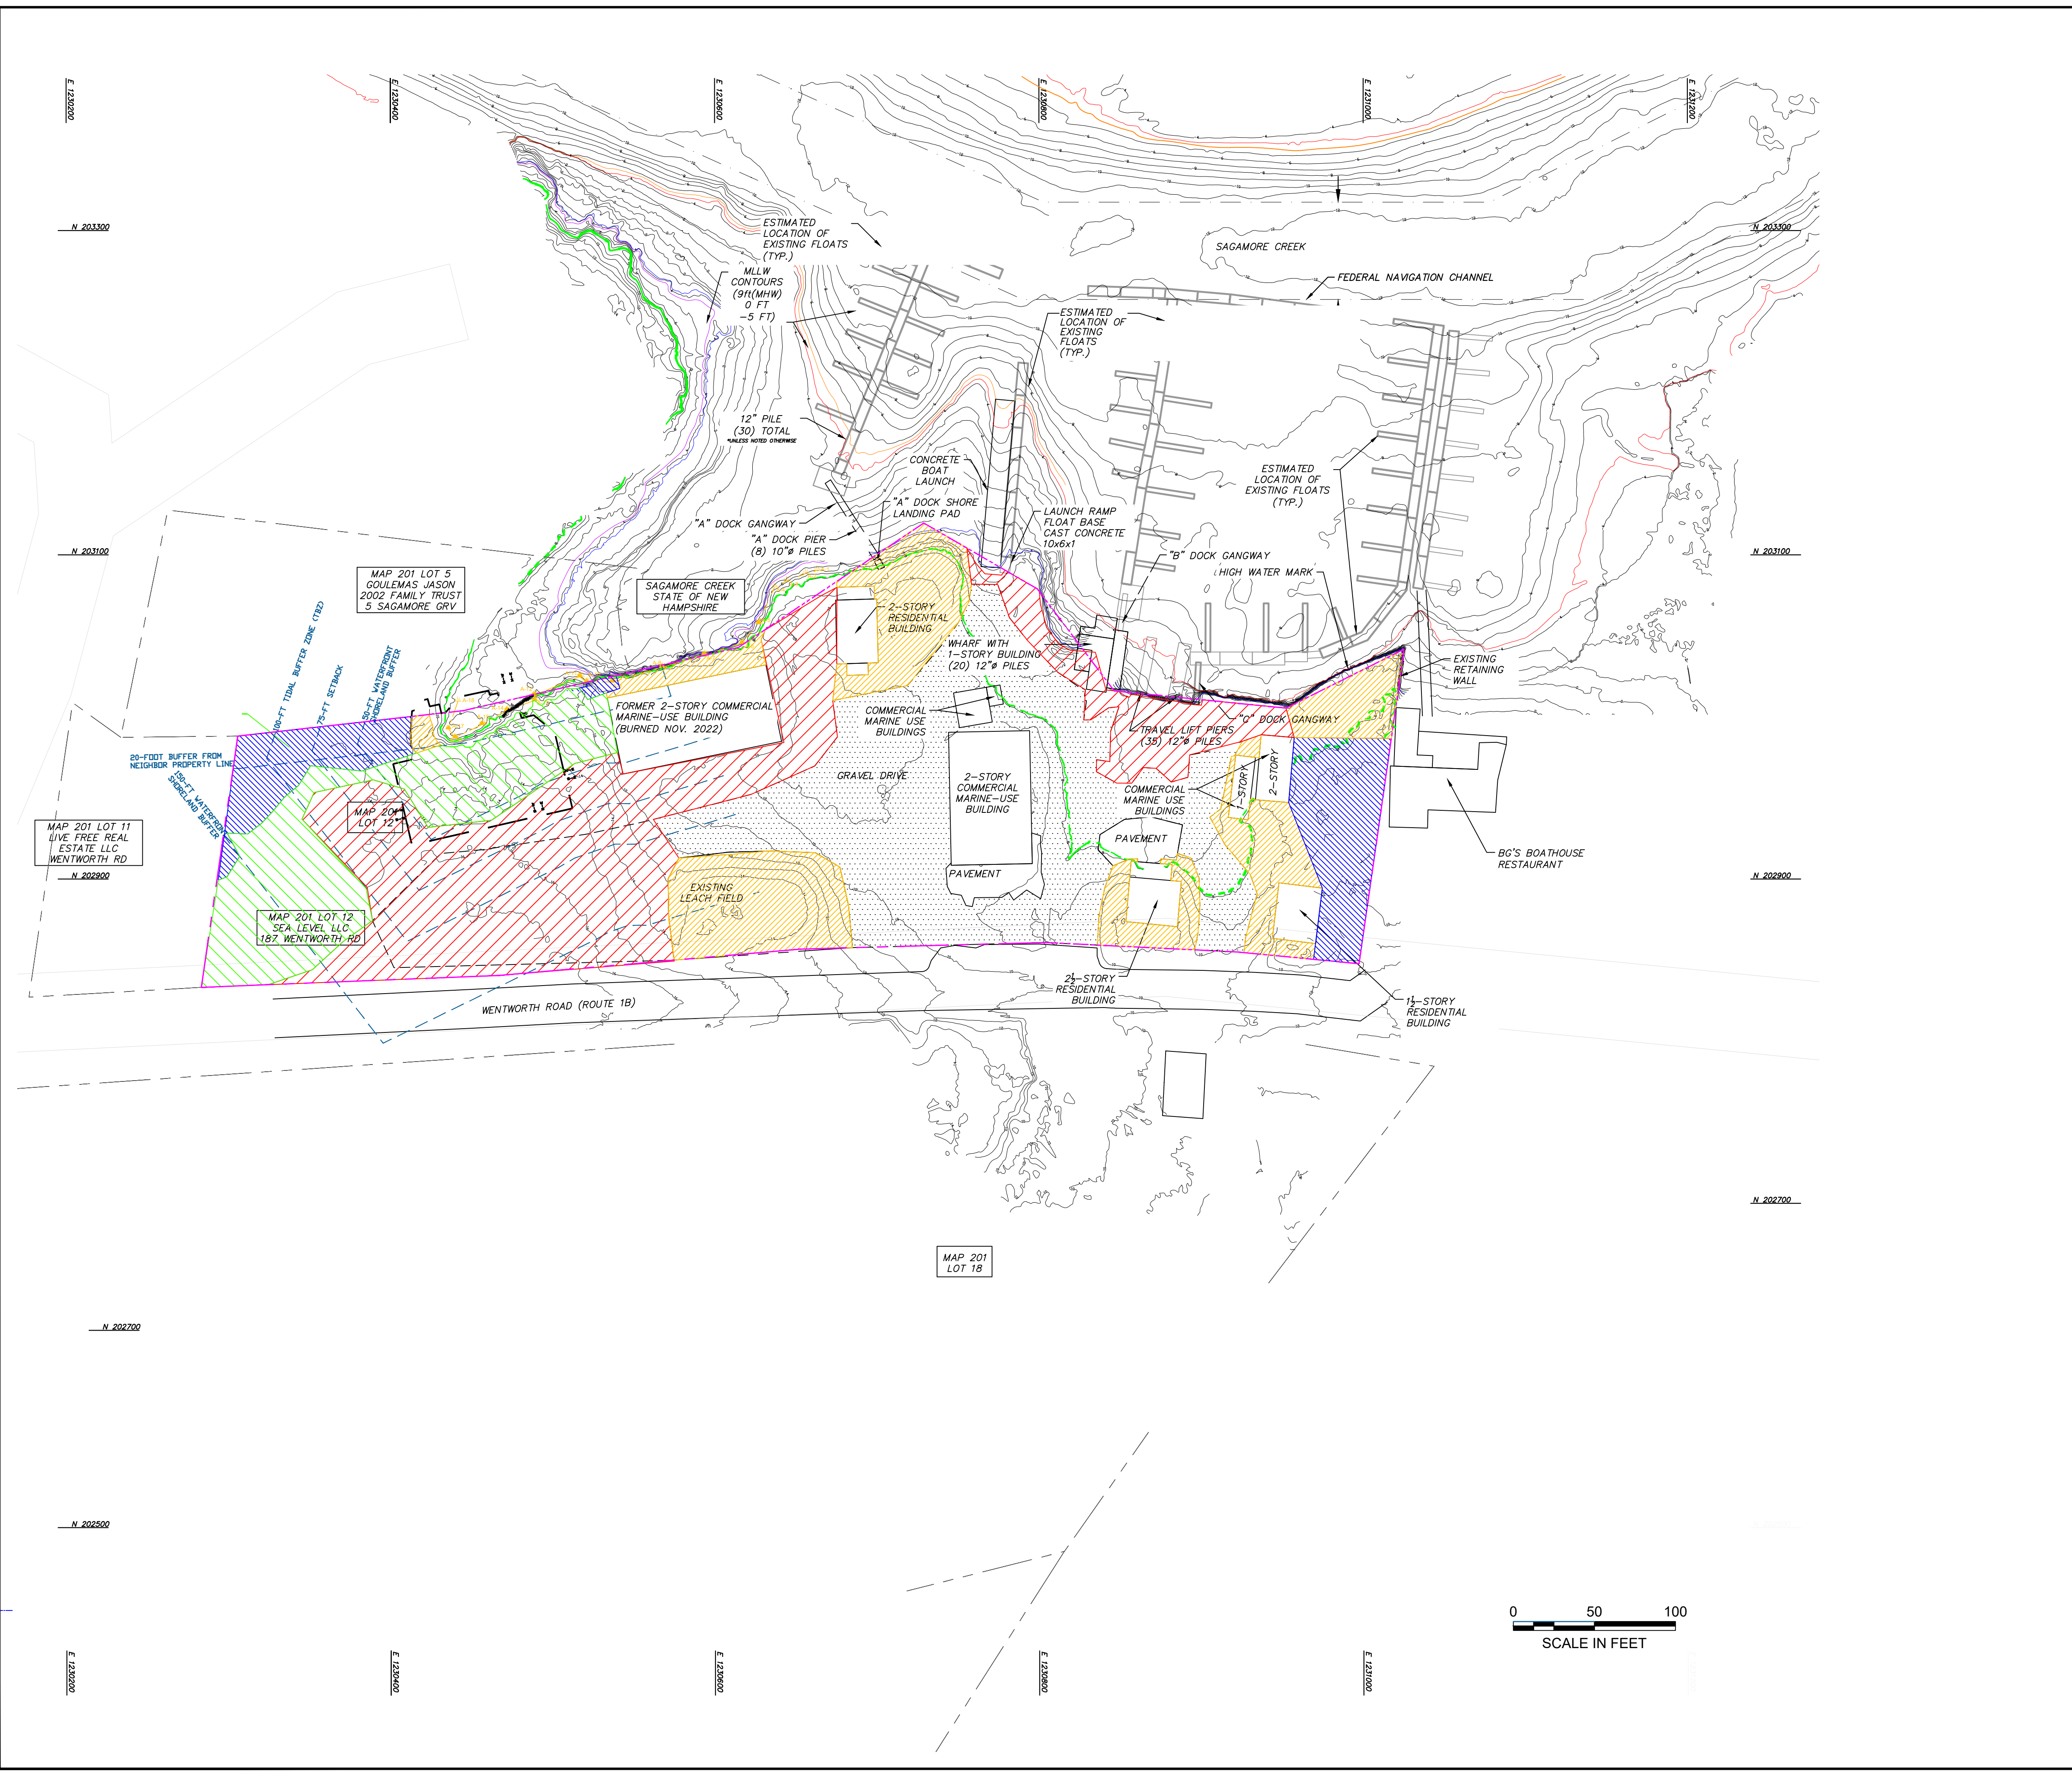 E 1230200
E 1230400
E 1230600
E 1230800
E 1231000
E 1231200
N 203300
N 203300
ESTIMATED
LOCATION OF
EXISTING FLOATS
(TYP.)
SAGAMORE CREEK
FEDERAL NAVIGATION CHANNEL
MLLW
CONTOURS
(9ft(MHW)
0 FT
-5 FT)
ESTIMATED
LOCATION OF
EXISTING
FLOATS
(TYP.)
12" PILE
(30) TOTAL
*UNLESS NOTED OTHERWISE
CONCRETE
BOAT
LAUNCH
ESTIMATED
LOCATION OF
EXISTING FLOATS
(TYP.)
"A" DOCK SHORE
LANDING PAD
"A" DOCK GANGWAY
"A" DOCK PIER
(8) 10"ø PILES
LAUNCH RAMP
FLOAT BASE
CAST CONCRETE
10x6x1
"B" DOCK GANGWAY
HIGH WATER MARK
N 203100
N 203100
MAP 201 LOT 5
GOULEMAS JASON
2002 FAMILY TRUST
5 SAGAMORE GRV
SAGAMORE CREEK
STATE OF NEW
HAMPSHIRE
2-STORY
RESIDENTIAL
BUILDING
WHARF WITH
1-STORY BUILDING
(20) 12"ø PILES
EXISTING
RETAINING
WALL
100-FT TIDAL BUFFER ZONE (TBZ)
75-FT SETBACK
50-FT WATERFRONT
SHORELAND BUFFER
20-FOOT BUFFER FROM
NEIGHBOR PROPERTY LINE
150-FT WATERFRONT
SHORELAND BUFFER
FORMER 2-STORY COMMERCIAL
MARINE-USE BUILDING
(BURNED NOV. 2022)
COMMERCIAL
MARINE USE
BUILDINGS
"C" DOCK GANGWAY
TRAVEL LIFT PIERS
(35) 12"ø PILES
GRAVEL DRIVE
2-STORY
COMMERCIAL
MARINE-USE
BUILDING
COMMERCIAL
MARINE USE
BUILDINGS
1-STORY
2-STORY
MAP 201
LOT 12
MAP 201 LOT 11
LIVE FREE REAL
ESTATE LLC
WENTWORTH RD
PAVEMENT
BG'S BOATHOUSE
RESTAURANT
N 202900
N 202900
PAVEMENT
EXISTING
LEACH FIELD
MAP 201 LOT 12
SEA LEVEL LLC
187 WENTWORTH RD
2½-STORY
RESIDENTIAL
BUILDING
1½-STORY
RESIDENTIAL
BUILDING
WENTWORTH ROAD (ROUTE 1B)
N 202700
MAP 201
LOT 18
N 202700
N 202500
0 50 100
SCALE IN FEET
E 1230200
E 1230400
E 1230600
E 1230800
E 1231000